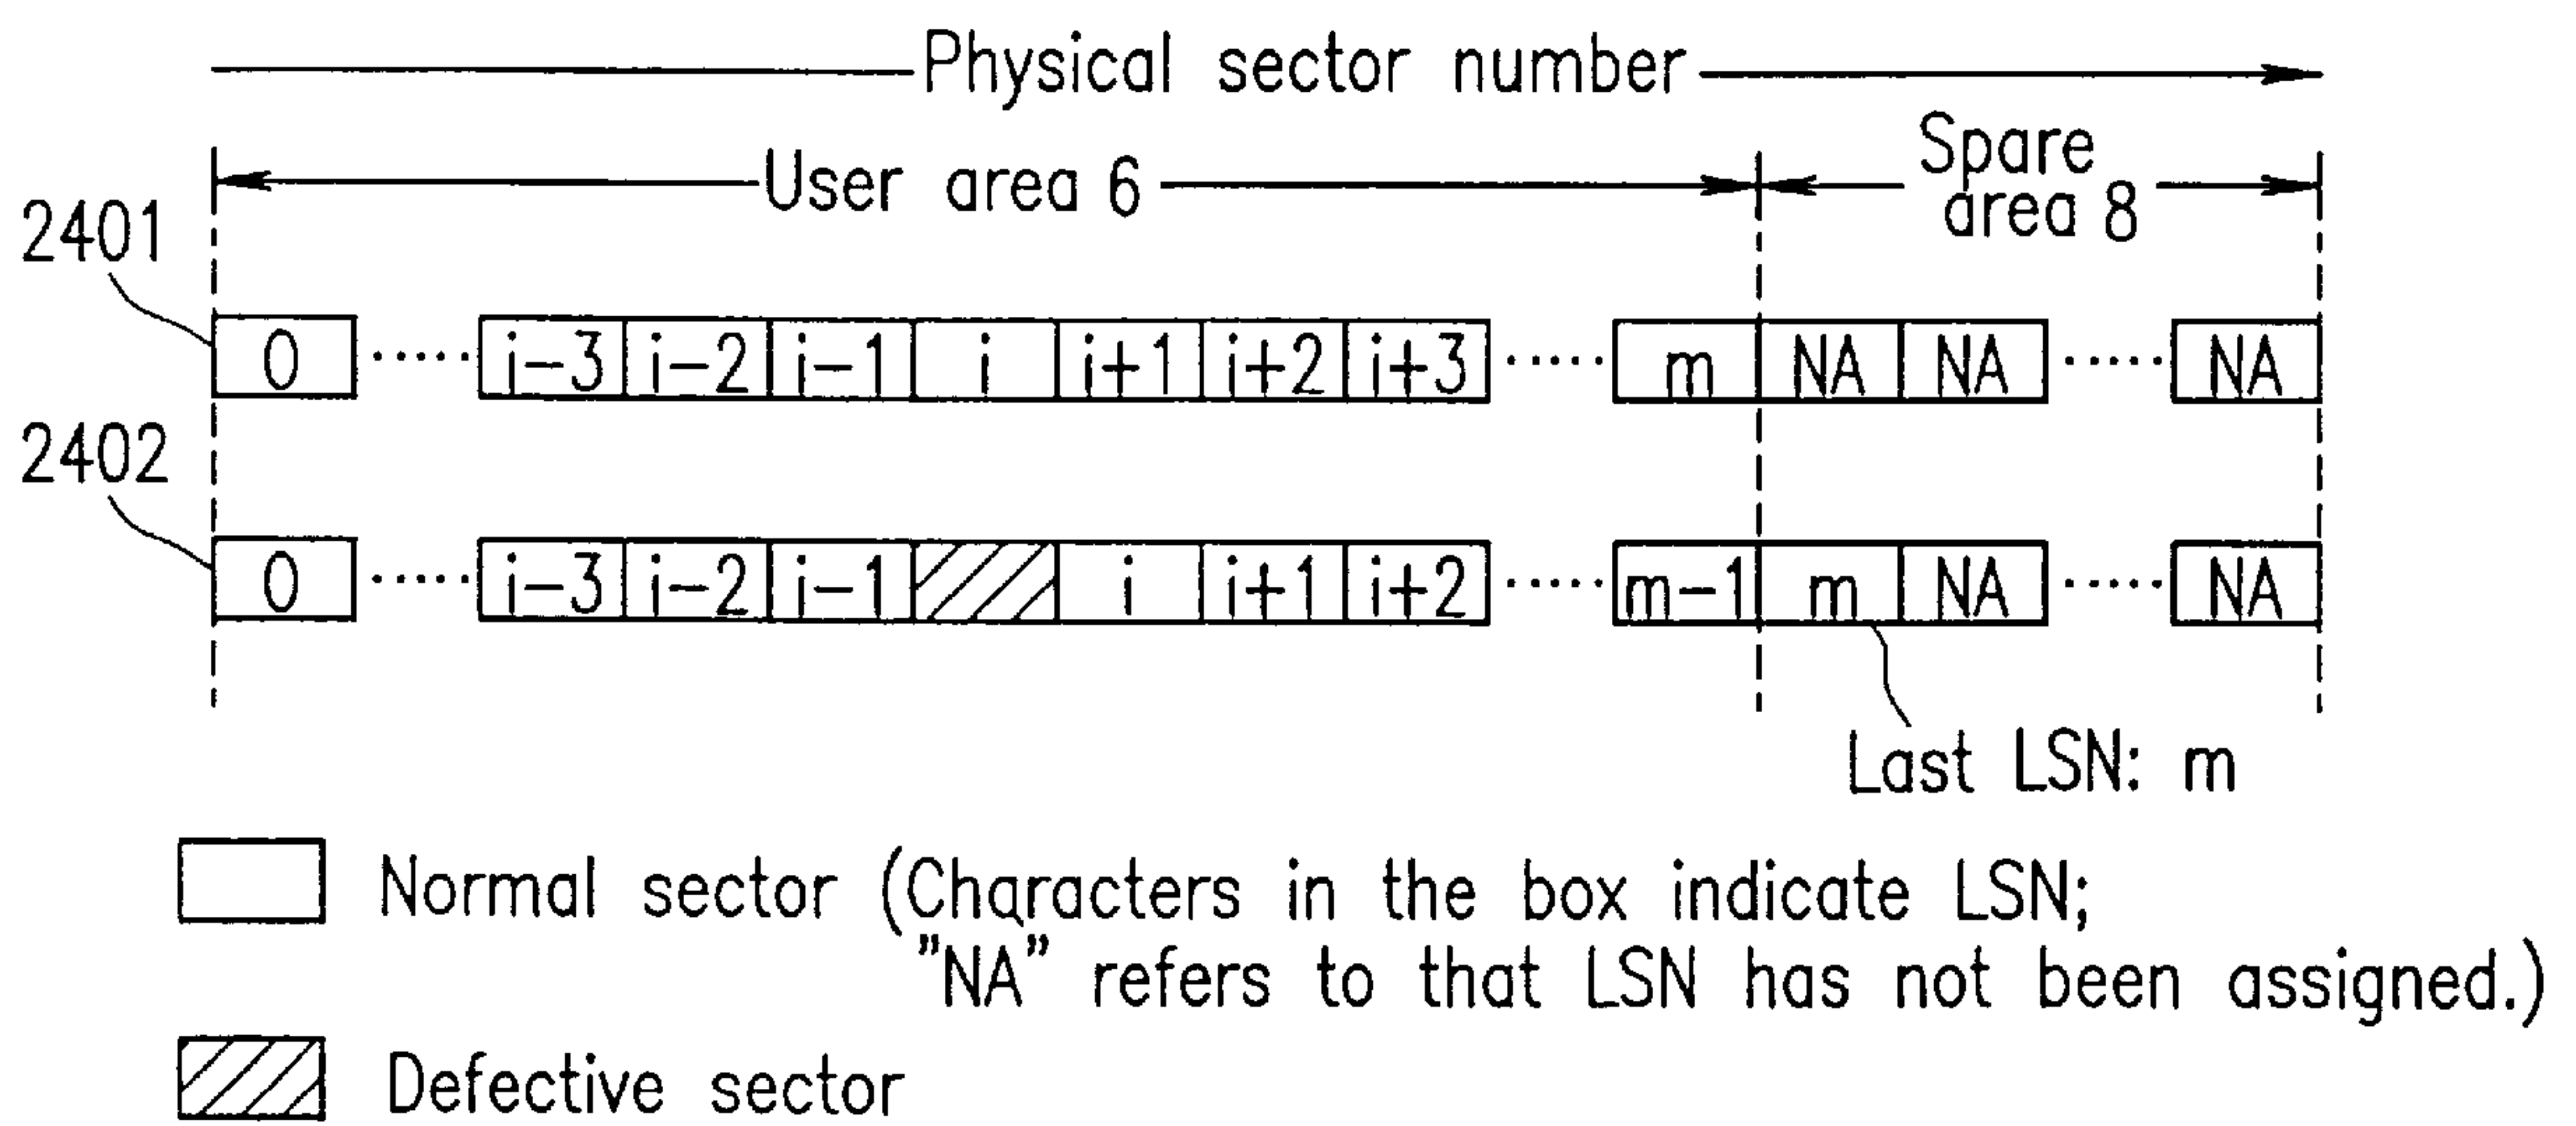 Physical sector number
User area 6
Spare
area 8
2401
0 ..... i-3 i-2 i-1 i i+1 i+2 i+3 ..... m NA NA ..... NA
2402
0 ..... i-3 i-2 i-1 i i+1 i+2 ..... m-1 m NA ..... NA
Last LSN: m
Normal sector (Characters in the box indicate LSN;
"NA" refers to that LSN has not been assigned.)
Defective sector